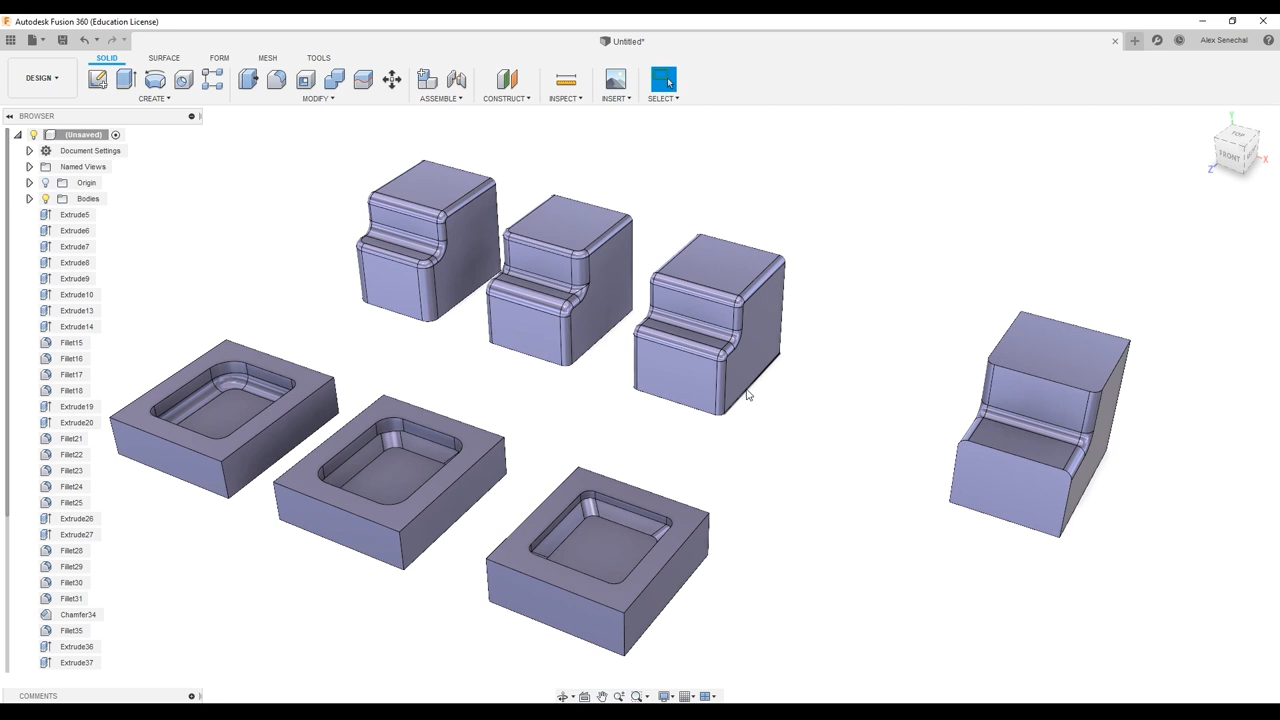 Autodesk Fusion 360 (Education License)
Untitled*
Alex Senechal
SOLID SURFACE FORM MESH TOOLS
DESIGN
CREATE MODIFY ASSEMBLE CONSTRUCT INSPECT INSERT SELECT
BROWSER
(Unsaved)
Document Settings
Named Views
Origin
Bodies
Extrude5
Extrude6
Extrude7
Extrude8
Extrude9
Extrude10
Extrude13
Extrude14
Fillet15
Fillet16
Fillet17
Fillet18
Extrude19
Extrude20
Fillet21
Fillet22
Fillet23
Fillet24
Fillet25
Extrude26
Extrude27
Fillet28
Fillet29
Fillet30
Fillet31
Chamfer34
Fillet35
Extrude36
Extrude37
COMMENTS
Y
TOP
FRONT
X
Z